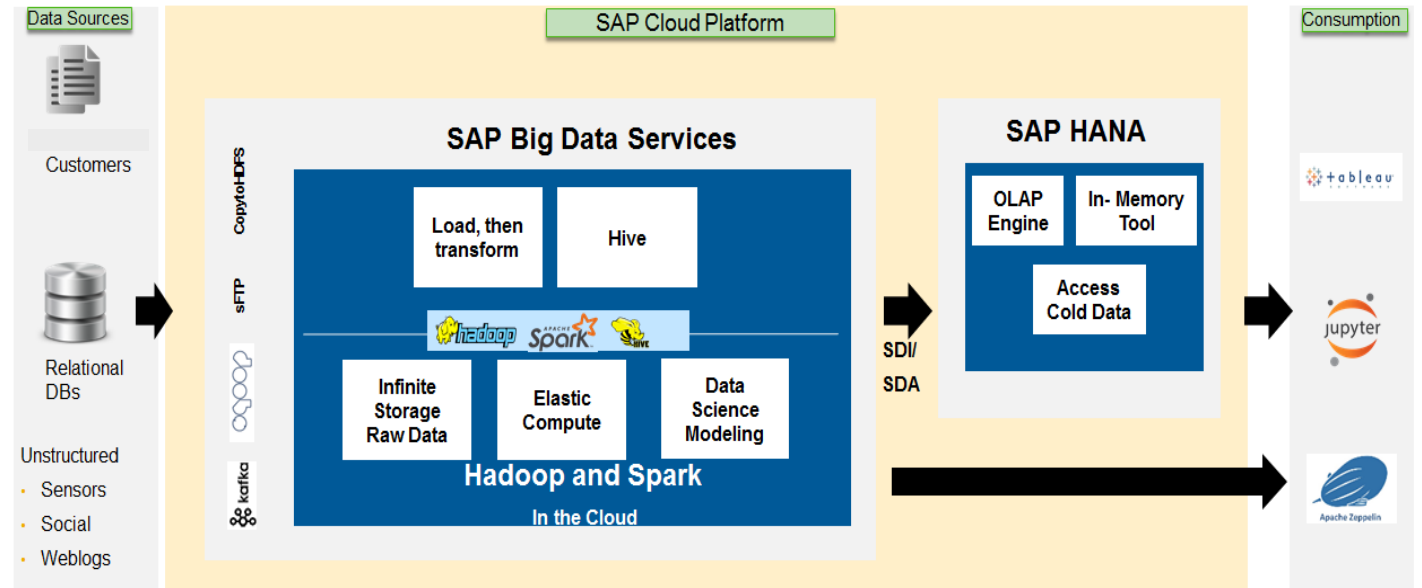 Data Sources
SAP Cloud Platform
Consumption
Customers
Relational
DBs
Unstructured
• Sensors
• Social
• Weblogs
CopytoHDFS
sFTP
sqoop
kafka
SAP Big Data Services
Load, then
transform
Hive
hadoop
APACHE
Spark
HIVE
Infinite
Storage
Raw Data
Elastic
Compute
Data
Science
Modeling
Hadoop and Spark
In the Cloud
SDI/
SDA
SAP HANA
OLAP
Engine
In- Memory
Tool
Access
Cold Data
+ a b l e a u
SOFTWARE
jupyter
Apache Zeppelin